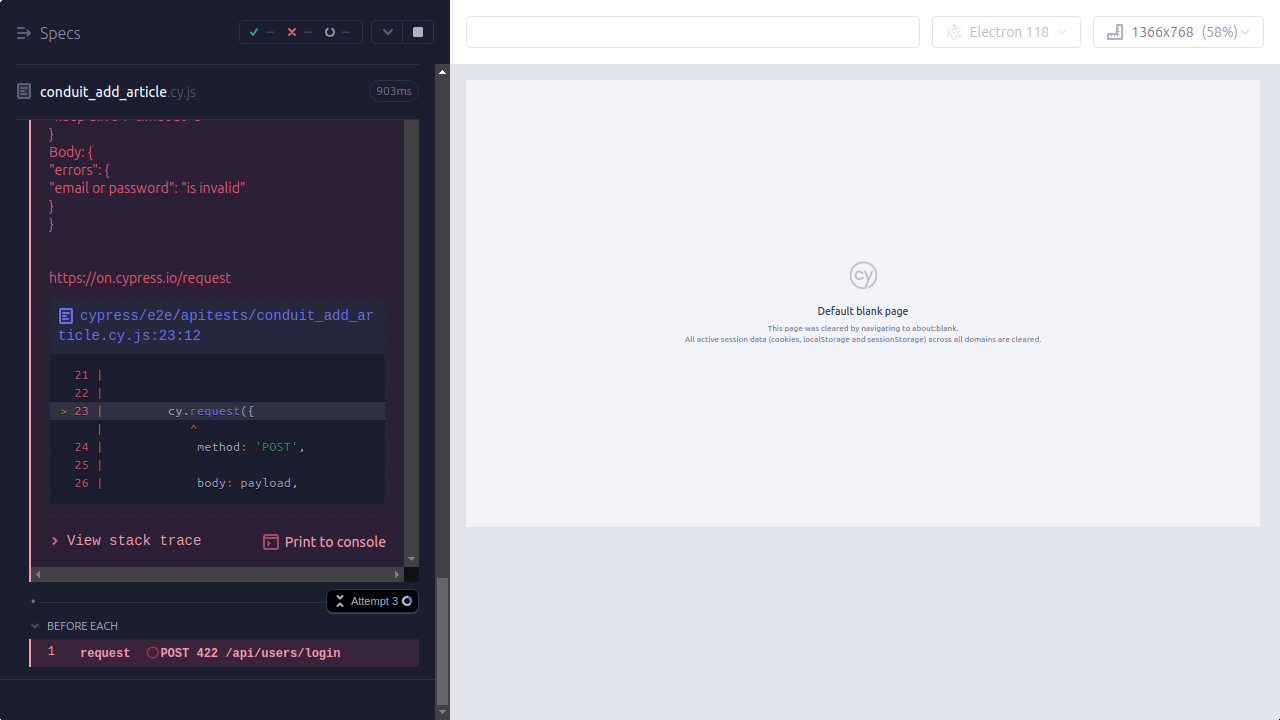 Specs
--
--
--
Electron 118
1366x768 (58%)
conduit_add_article.cy.js
903ms
}
Body: {
"errors": {
"email or password": "is invalid"
}
}
https://on.cypress.io/request
cypress/e2e/apitests/conduit_add_ar
ticle.cy.js:23:12
21 |
22 |
> 23 | cy.request({
| ^
24 | method: 'POST',
25 |
26 | body: payload,
View stack trace
Print to console
Attempt 3
BEFORE EACH
1 request POST 422 /api/users/login
cy
Default blank page
This page was cleared by navigating to about:blank.
All active session data (cookies, localStorage and sessionStorage) across all domains are cleared.